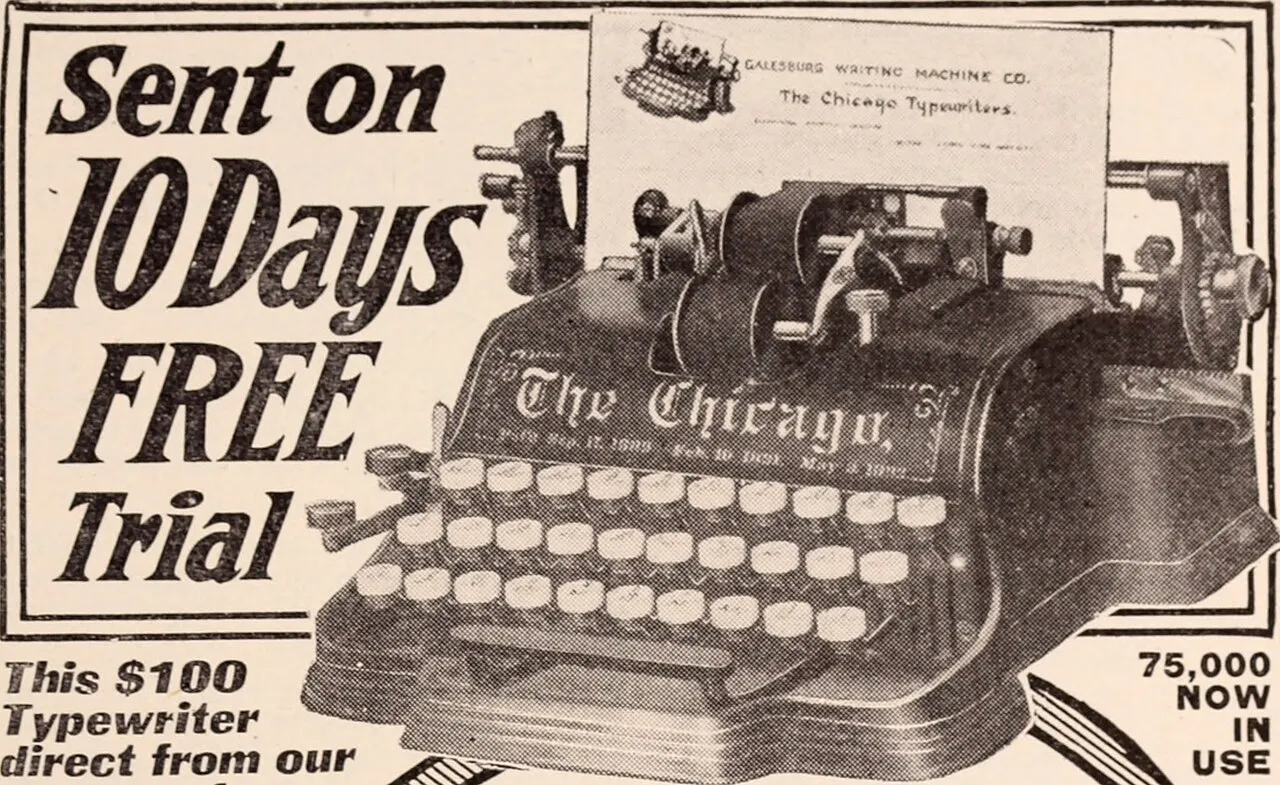 Sent on
10 Days
FREE
Trial
GALESBURG WRITING MACHINE CO.
The Chicago Typewriters.
The Chicago.
This $100
Typewriter
direct from our
75,000
NOW
IN
USE